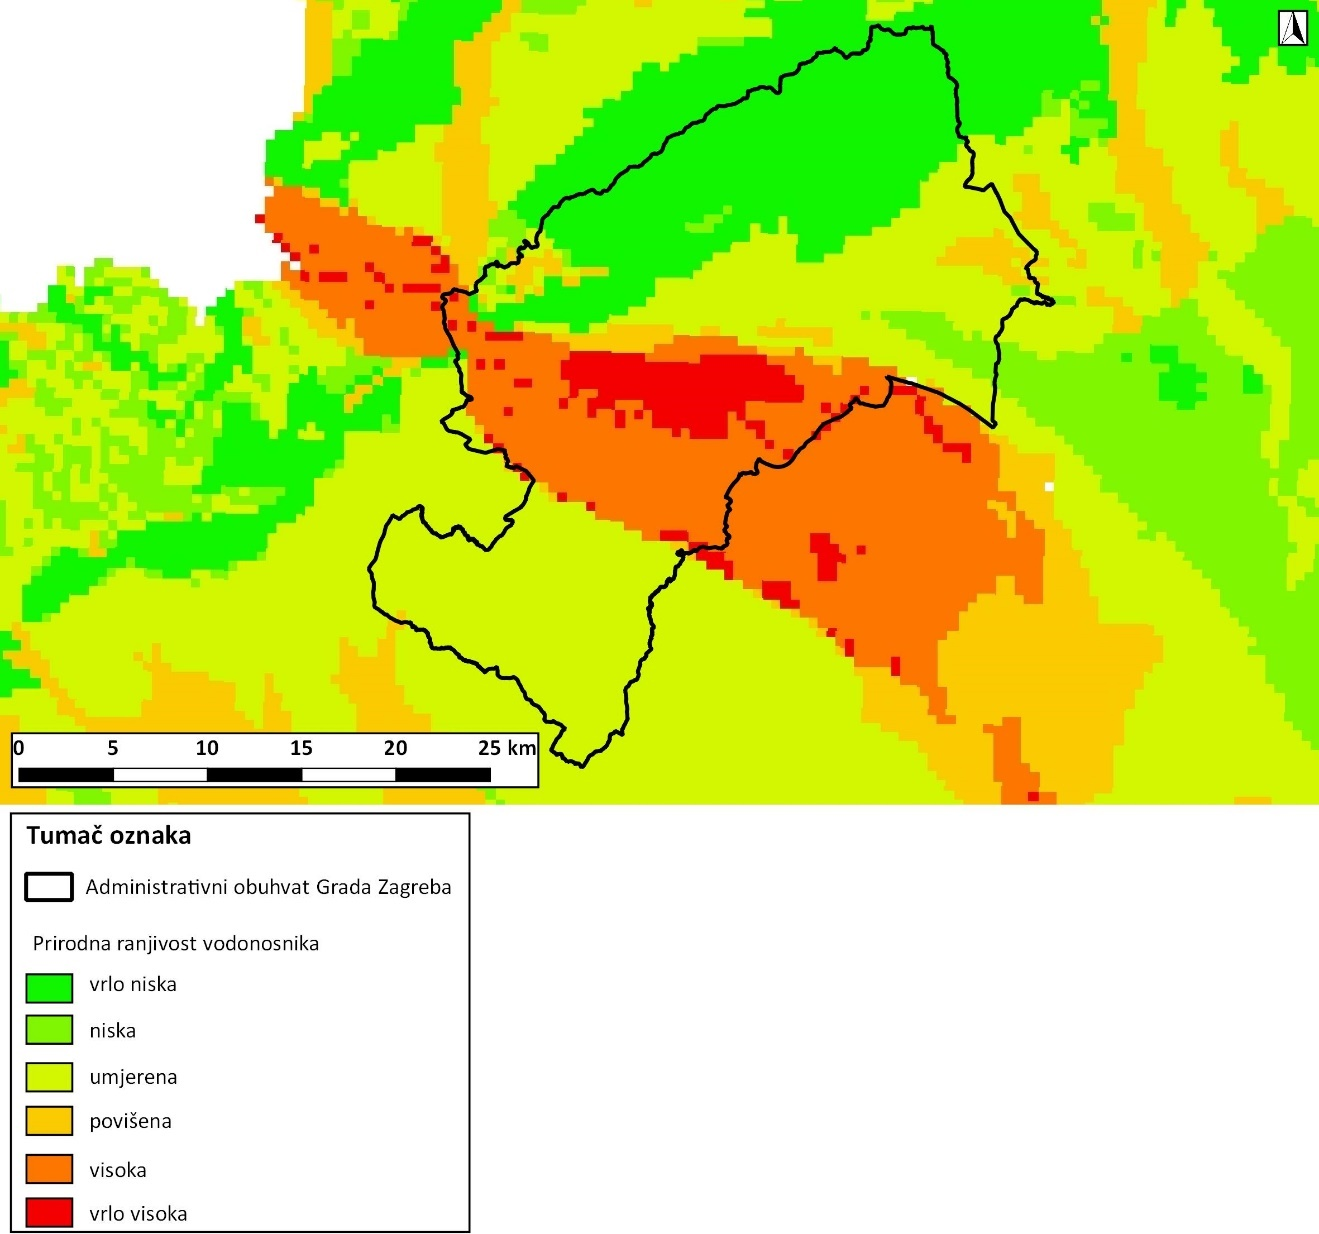 0 5 10 15 20 25 km
Tumač oznaka
Administrativni obuhvat Grada Zagreba
Prirodna ranjivost vodonosnika
vrlo niska
niska
umjerena
povišena
visoka
vrlo visoka